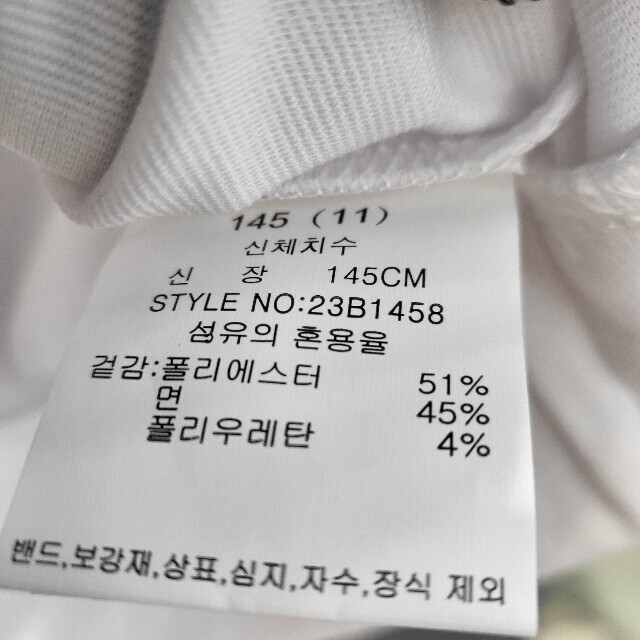 145 (11)
신체치수
신 장 145CM
STYLE NO:23B1458
섬유의 혼용율
겉감:폴리에스터 51%
면 45%
폴리우레탄 4%
밴드,보강재,상표,심지,자수,장식 제외